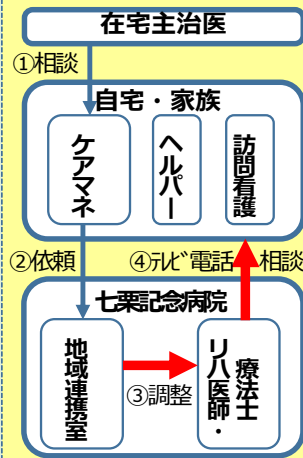 在宅主治医
①相談
自宅・家族
ケアマネ
ヘルパー
訪問看護
②依頼
④ﾃﾚﾋﾞ電話
相談
七栗記念病院
地域連携室
③調整
療法士
リハ医師・